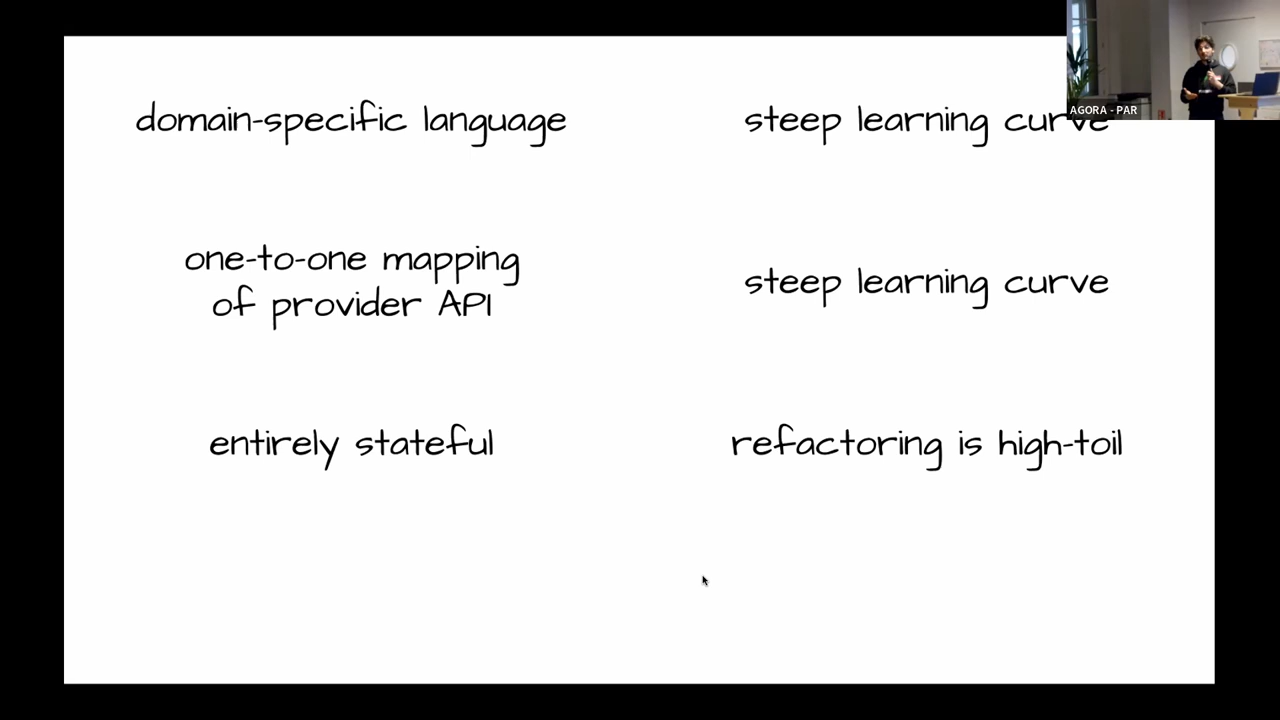 domain-specific language
steep learning curve
one-to-one mapping
of provider API
steep learning curve
entirely stateful
refactoring is high-toil
AGORA - PAR